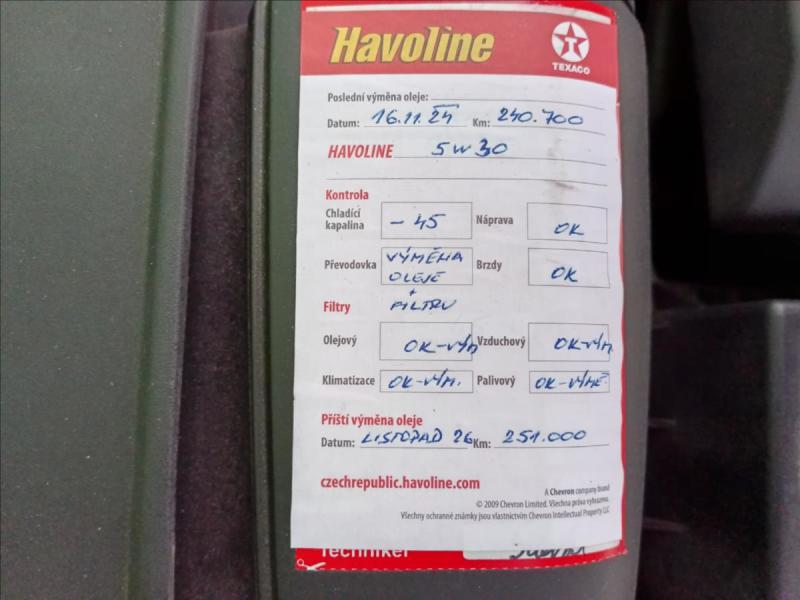 Havoline
TEXACO
Poslední výměna oleje:
Datum: 16.11.24 Km: 240.700
HAVOLINE 5W30
Kontrola
Chladící kapalina -45 Náprava OK
Převodovka VÝMĚNA OLEJE + FILTRU Brzdy OK
Filtry
Olejový OK-VÝM Vzduchový OK-VÝM.
Klimatizace OK-VÝM. Palivový OK-VÝMĚ
Příští výměna oleje
Datum: LISTOPAD 26 Km: 251.000
czechrepublic.havoline.com
A Chevron company brand
© 2009 Chevron Limited. Všechna práva vyhrazena.
Všechny ochranné známky jsou vlastnictvím Chevron Intellectual Property LLC
Techniker